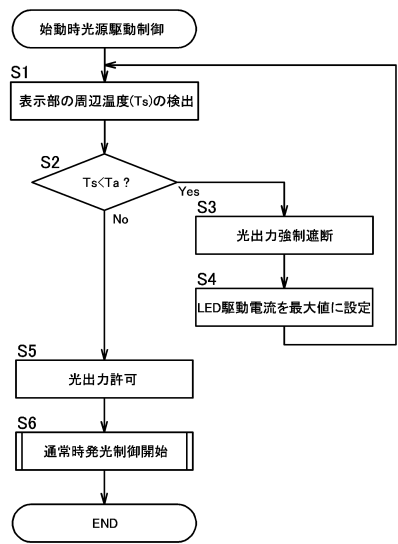 始動時光源駆動制御
S1
表示部の周辺温度(Ts)の検出
S2
Ts<Ta ?
Yes
No
S3
光出力強制遮断
S4
LED駆動電流を最大値に設定
S5
光出力許可
S6
通常時発光制御開始
END